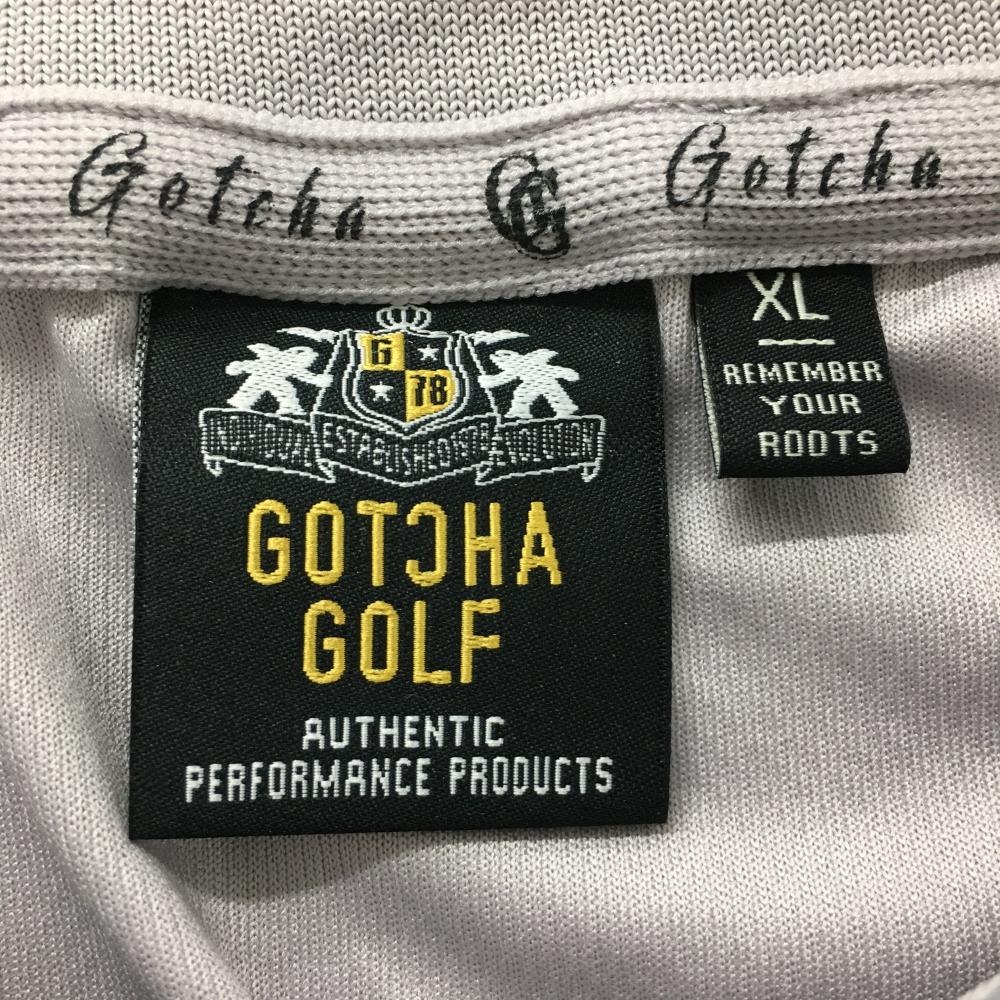 Gotcha G Gotcha
XL
REMEMBER
YOUR
ROOTS
G
78
GOTCHA
GOLF
AUTHENTIC
PERFORMANCE PRODUCTS